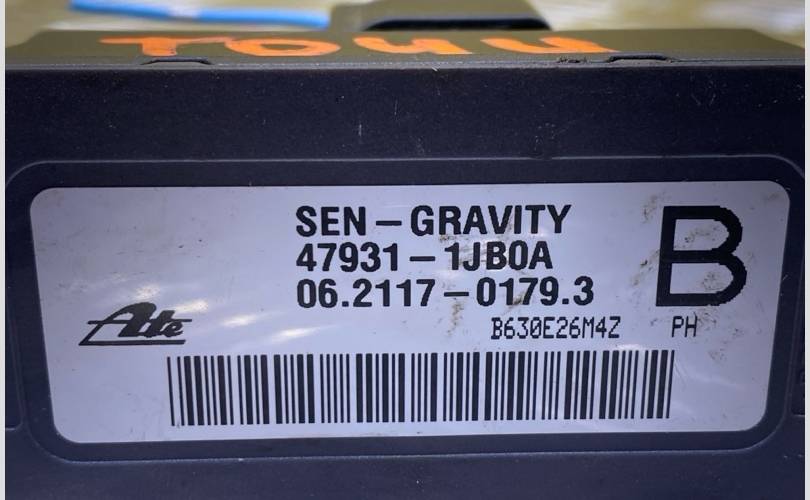 T044
SEN-GRAVITY
47931-1JB0A
06.2117-0179.3
B
Ate
B630E26M4Z PH